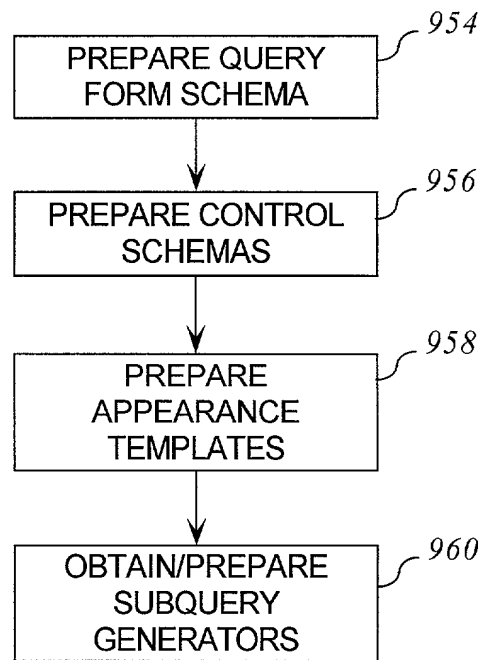 954
PREPARE QUERY
FORM SCHEMA
956
PREPARE CONTROL
SCHEMAS
958
PREPARE
APPEARANCE
TEMPLATES
960
OBTAIN/PREPARE
SUBQUERY
GENERATORS